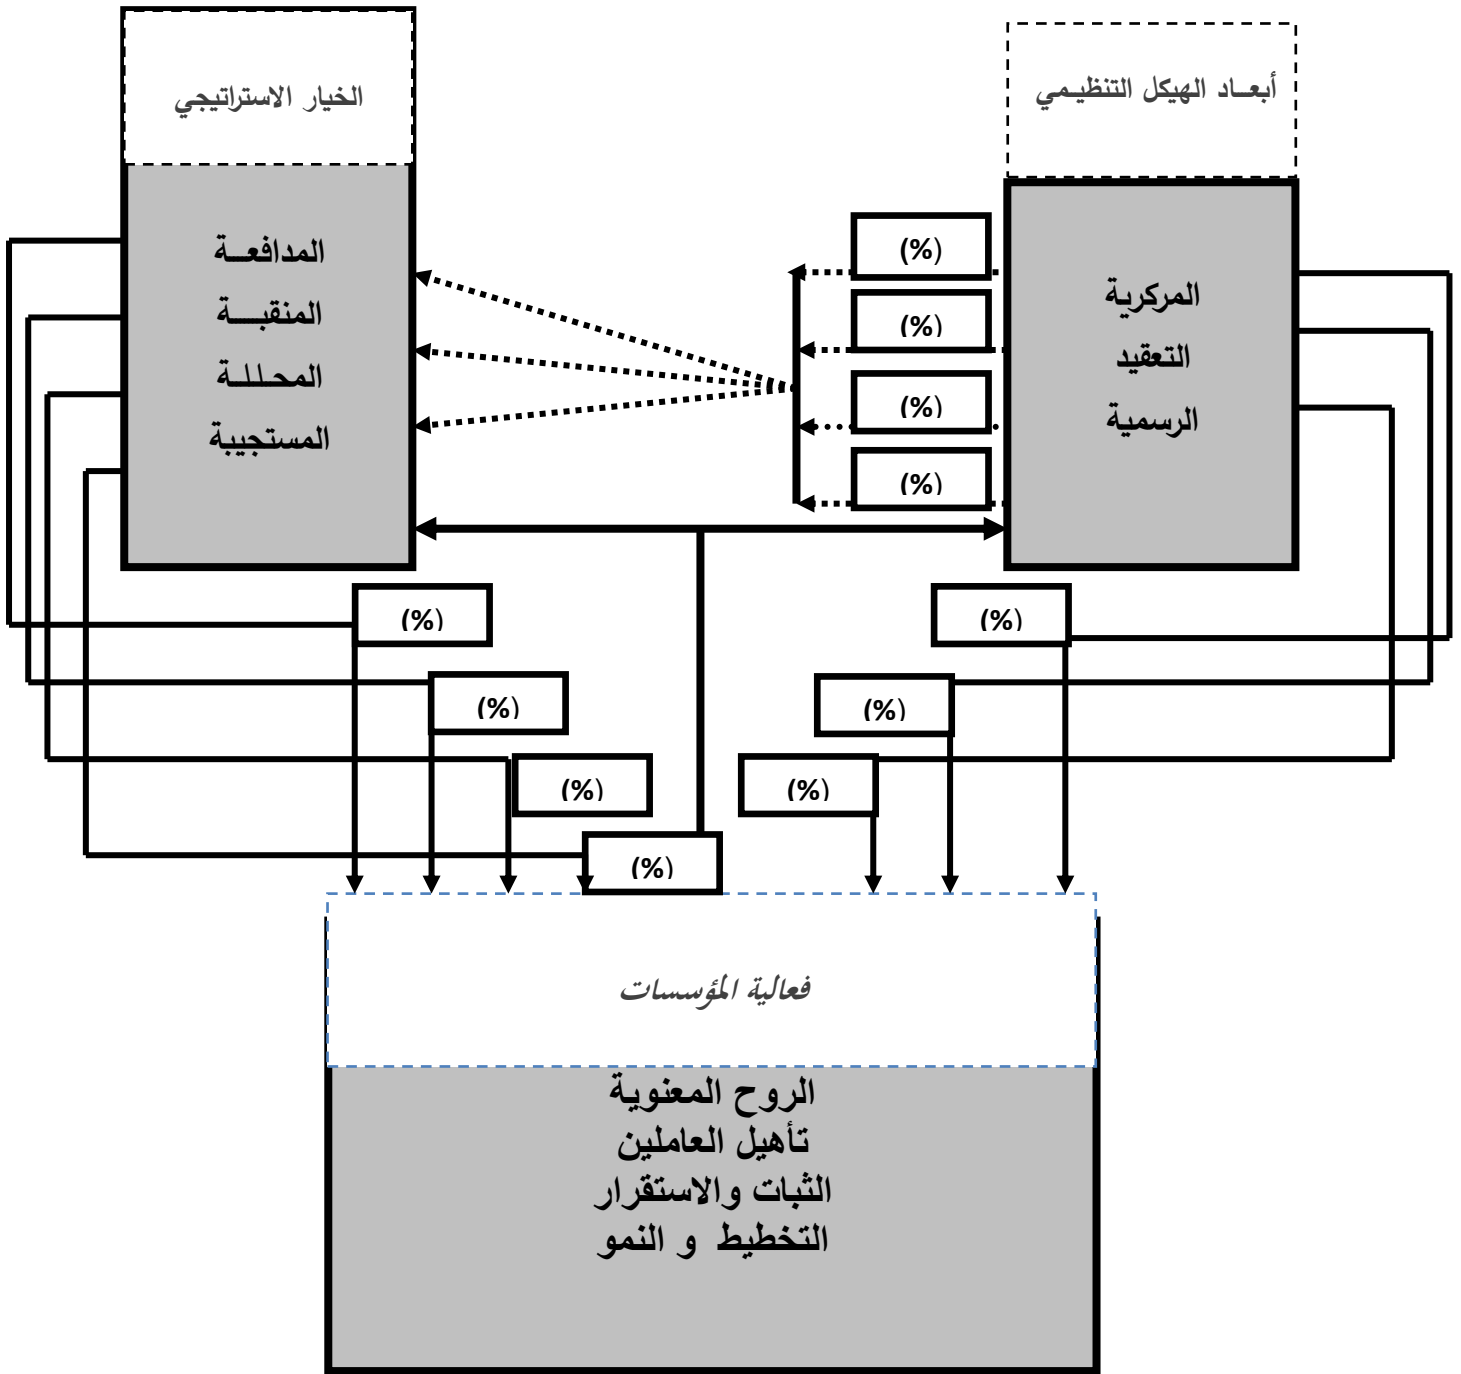 أبعاد الهيكل التنظيمي
المركرية
التعقيد
الرسمية
(%)
(%)
(%)
(%)
الخيار الاستراتيجي
المدافعة
المنقبة
المحللة
المستجيبة
(%)
(%)
(%)
(%)
(%)
(%)
(%)
فعالية المؤسسات
الروح المعنوية
تأهيل العاملين
الثبات والاستقرار
التخطيط و النمو